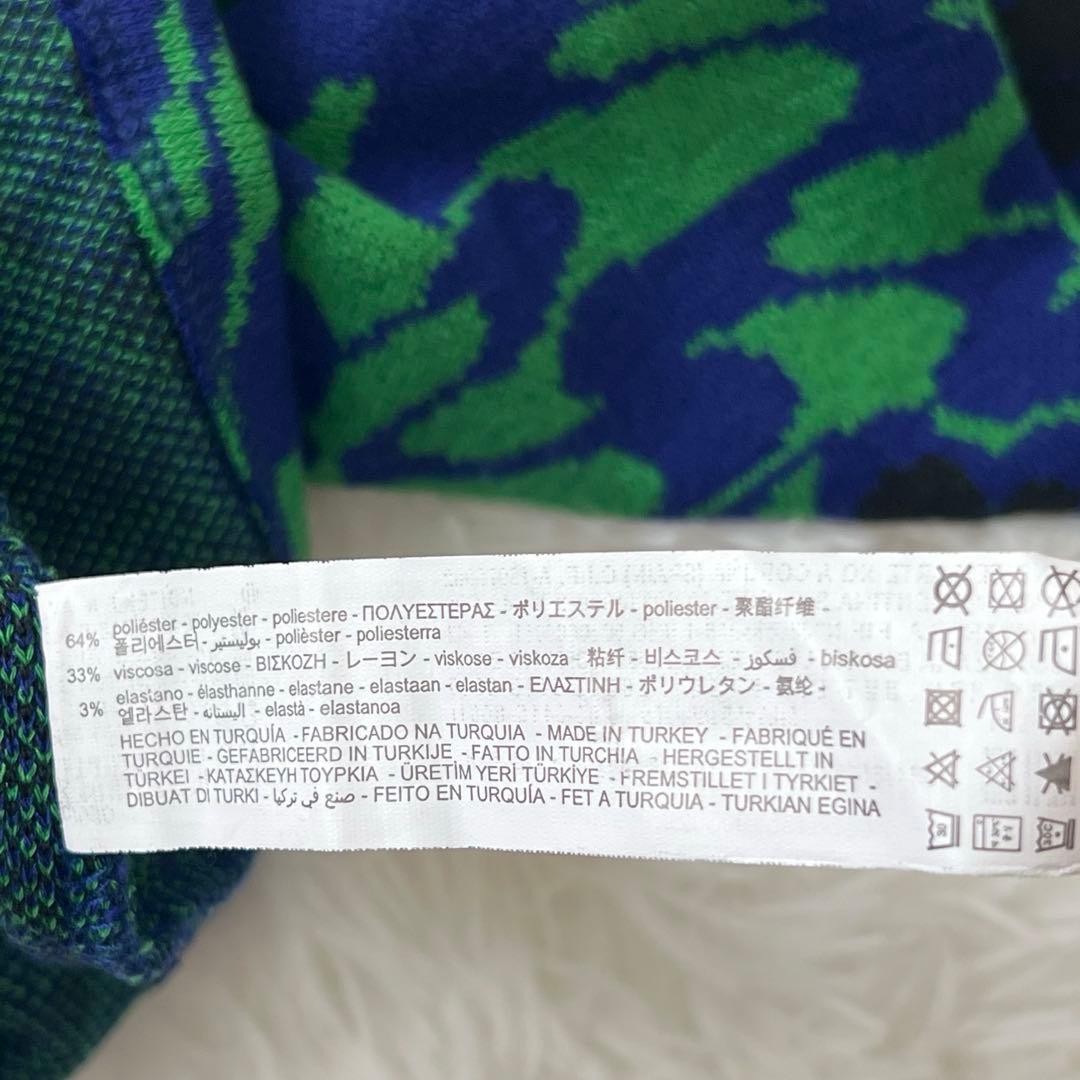 64% poliéster - polyester - poliestere - ΠΟΛΥΕΣΤΕΡΑΣ - ポリエステル - poliester - 聚酯纤维 -
폴리에스터 - بوليستير - polièster - poliesterra
33% viscosa - viscose - ΒΙΣΚΟΖΗ - レーヨン - viskose - viskoza - 粘纤 - 비스코스 - فسكوز - biskosa
3% elastano - élasthanne - elastane - elastaan - elastan - ΕΛΑΣΤΙΝΗ - ポリウレタン - 氨纶 -
엘라스탄 - اليستانه - elastà - elastanoa
HECHO EN TURQUÍA - FABRICADO NA TURQUIA - MADE IN TURKEY - FABRIQUÉ EN
TURQUIE - GEFABRICEERD IN TURKIJE - FATTO IN TURCHIA - HERGESTELLT IN
TÜRKEI - ΚΑΤΑΣΚΕΥΗ ΤΟΥΡΚΙΑ - ÜRETİM YERİ TÜRKİYE - FREMSTILLET I TYRKIET -
DIBUAT DI TURKI - صنع في تركيا - FEITO EN TURQUÍA - FET A TURQUIA - TURKIAN EGINA
30